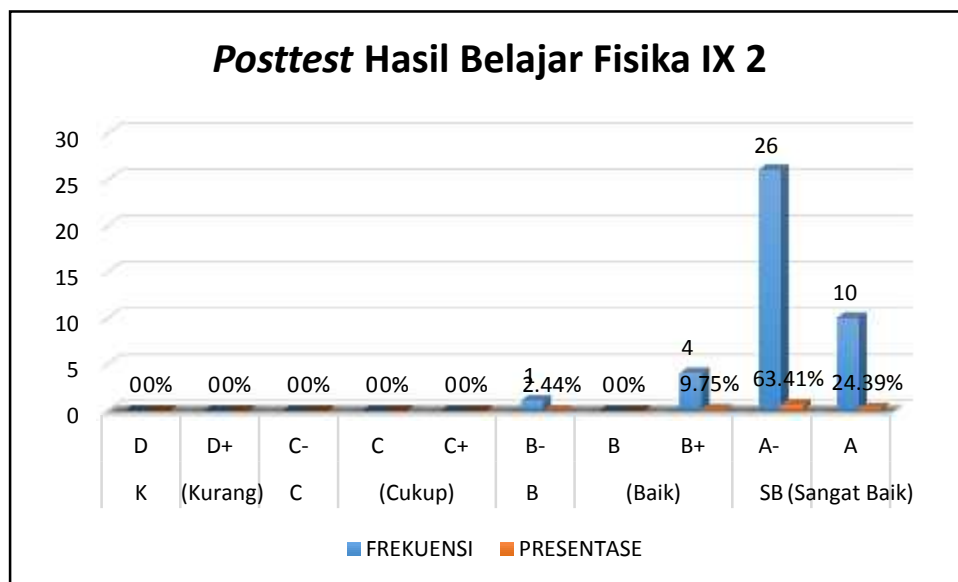 Posttest Hasil Belajar Fisika IX 2
30
25
20
15
10
5
0
00% 00% 00% 00% 00% 1 2.44% 00% 4 9.75% 26 63.41% 10 24.39%
D D+ C- C C+ B- B B+ A- A
K (Kurang) C (Cukup) B (Baik) SB (Sangat Baik)
FREKUENSI PRESENTASE